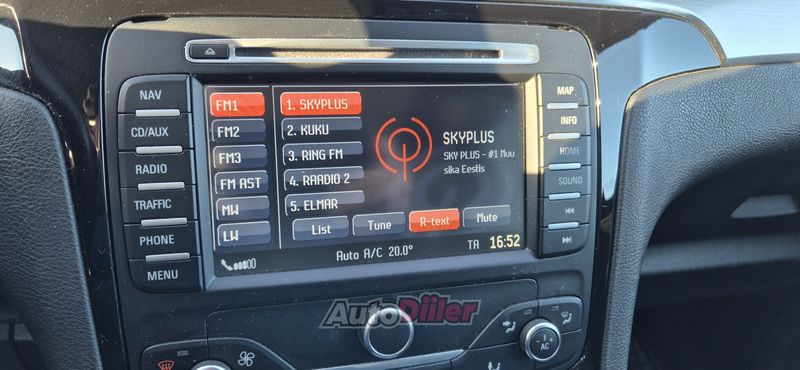 NAV
CD/AUX
RADIO
TRAFFIC
PHONE
MENU
FM1
FM2
FM3
FM AST
MW
LW
1. SKYPLUS
2. KUKU
3. RING FM
4. RAADIO 2
5. ELMAR
SKYPLUS
SKY PLUS - #1 Muu
sika Eestis
List
Tune
R-text
Mute
Auto A/C 20.0°
TA 16:52
MAP
INFO
HOME
SOUND
AutoDiiler
AC